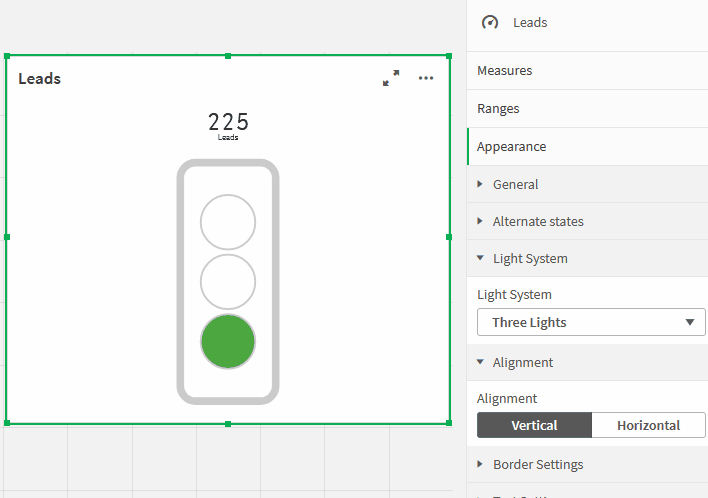 Leads
Leads
225
Leads
Measures
Ranges
Appearance
General
Alternate states
Light System
Light System
Three Lights
Alignment
Alignment
Vertical Horizontal
Border Settings